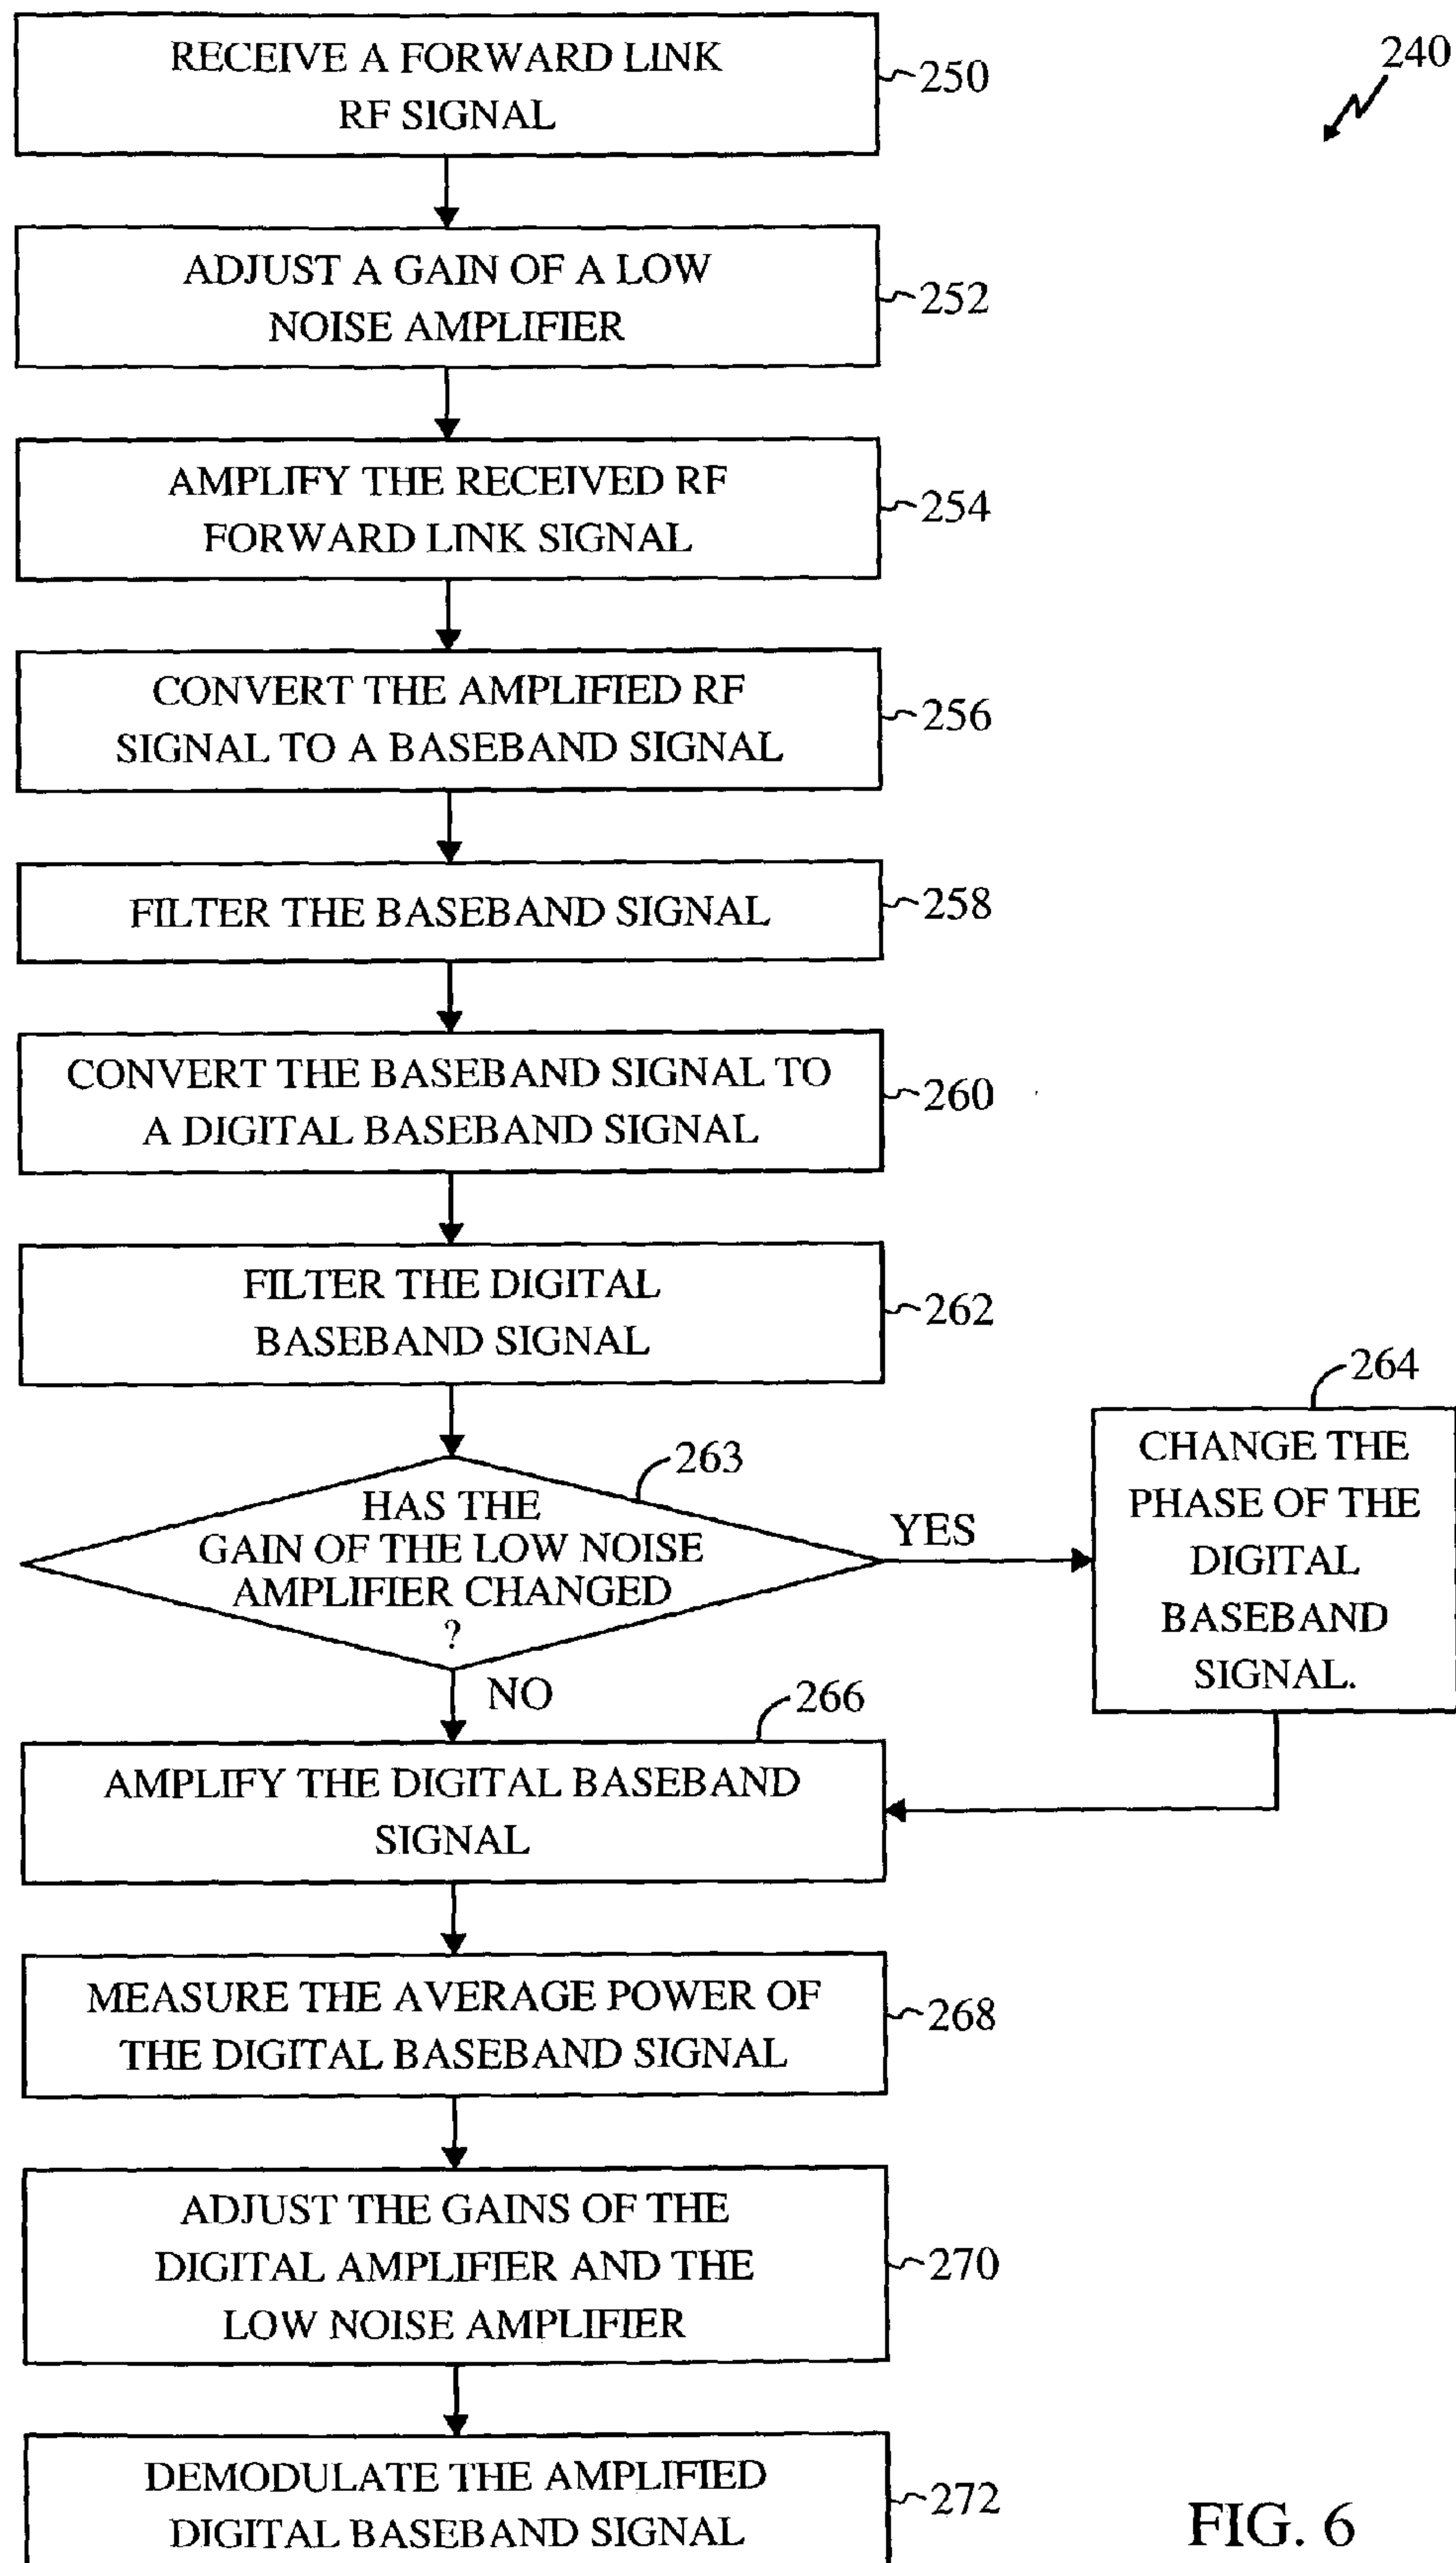 RECEIVE A FORWARD LINK
RF SIGNAL
250
240
ADJUST A GAIN OF A LOW
NOISE AMPLIFIER
252
AMPLIFY THE RECEIVED RF
FORWARD LINK SIGNAL
254
CONVERT THE AMPLIFIED RF
SIGNAL TO A BASEBAND SIGNAL
256
FILTER THE BASEBAND SIGNAL
258
CONVERT THE BASEBAND SIGNAL TO
A DIGITAL BASEBAND SIGNAL
260
FILTER THE DIGITAL
BASEBAND SIGNAL
262
263
HAS THE
GAIN OF THE LOW NOISE
AMPLIFIER CHANGED
?
YES
264
CHANGE THE
PHASE OF THE
DIGITAL
BASEBAND
SIGNAL.
NO
266
AMPLIFY THE DIGITAL BASEBAND
SIGNAL
MEASURE THE AVERAGE POWER OF
THE DIGITAL BASEBAND SIGNAL
268
ADJUST THE GAINS OF THE
DIGITAL AMPLIFIER AND THE
LOW NOISE AMPLIFIER
270
DEMODULATE THE AMPLIFIED
DIGITAL BASEBAND SIGNAL
272
FIG. 6